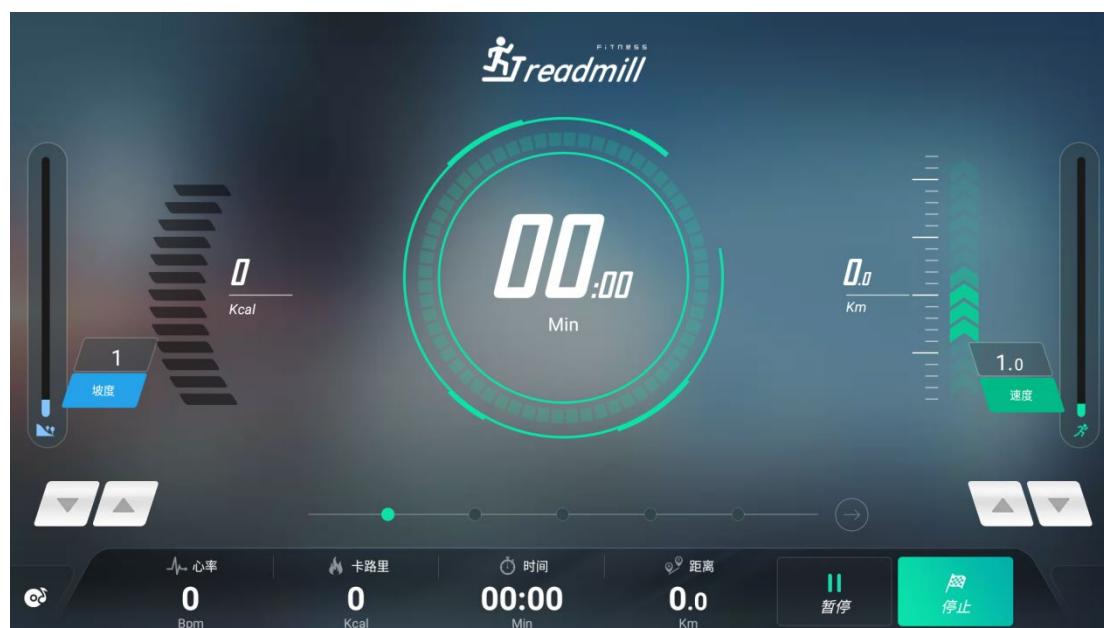 FITNESS
Treadmill
00:00
Min
0
Kcal
0.0
Km
1
坡度
1.0
速度
心率
0
Bpm
卡路里
0
Kcal
时间
00:00
Min
距离
0.0
Km
暂停
停止